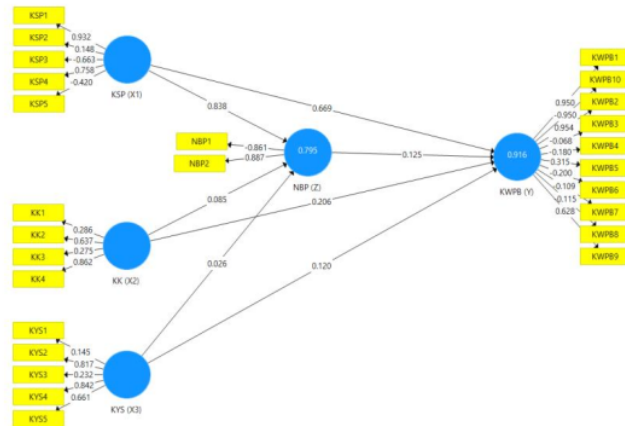 KSP1
KSP2
KSP3
KSP4
KSP5
0.932
0.148
-0.663
0.758
-0.420
KSP (X1)
0.838
0.669
NBP1
NBP2
-0.861
0.887
0.795
NBP (Z)
0.125
KWPB1
KWPB10
KWPB2
KWPB3
KWPB4
KWPB5
KWPB6
KWPB7
KWPB8
KWPB9
0.950
-0.950
0.954
-0.068
-0.180
0.315
-0.200
-0.109
-0.115
0.628
0.916
KWPB (Y)
KK1
KK2
KK3
KK4
0.286
0.637
0.275
0.862
KK (X2)
0.085
0.206
0.026
0.120
KYS1
KYS2
KYS3
KYS4
KYS5
0.145
0.817
0.232
0.842
0.661
KYS (X3)